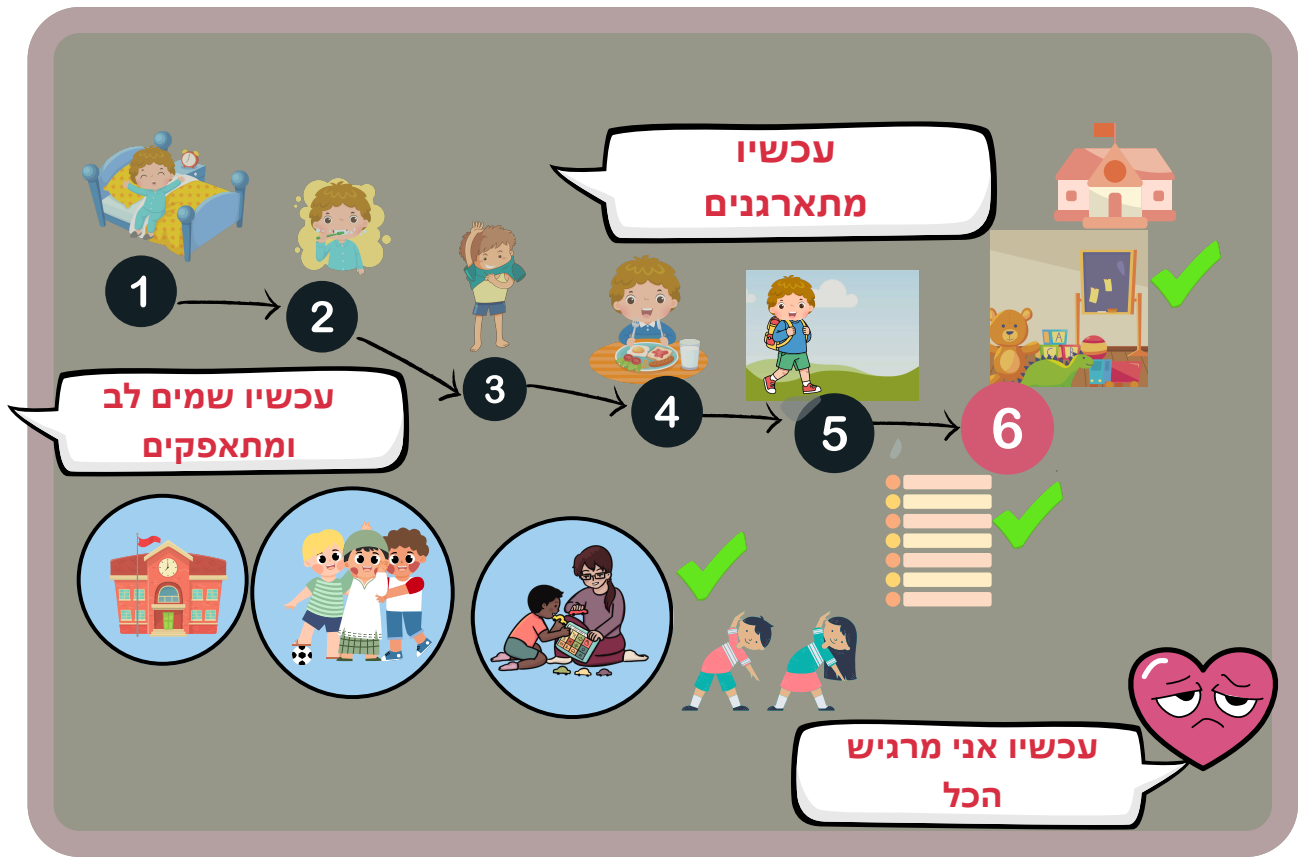 עכשיו
מתארגנים
1
2
3
4
5
6
עכשיו שמים לב
ומתאפקים
עכשיו אני מרגיש
הכל